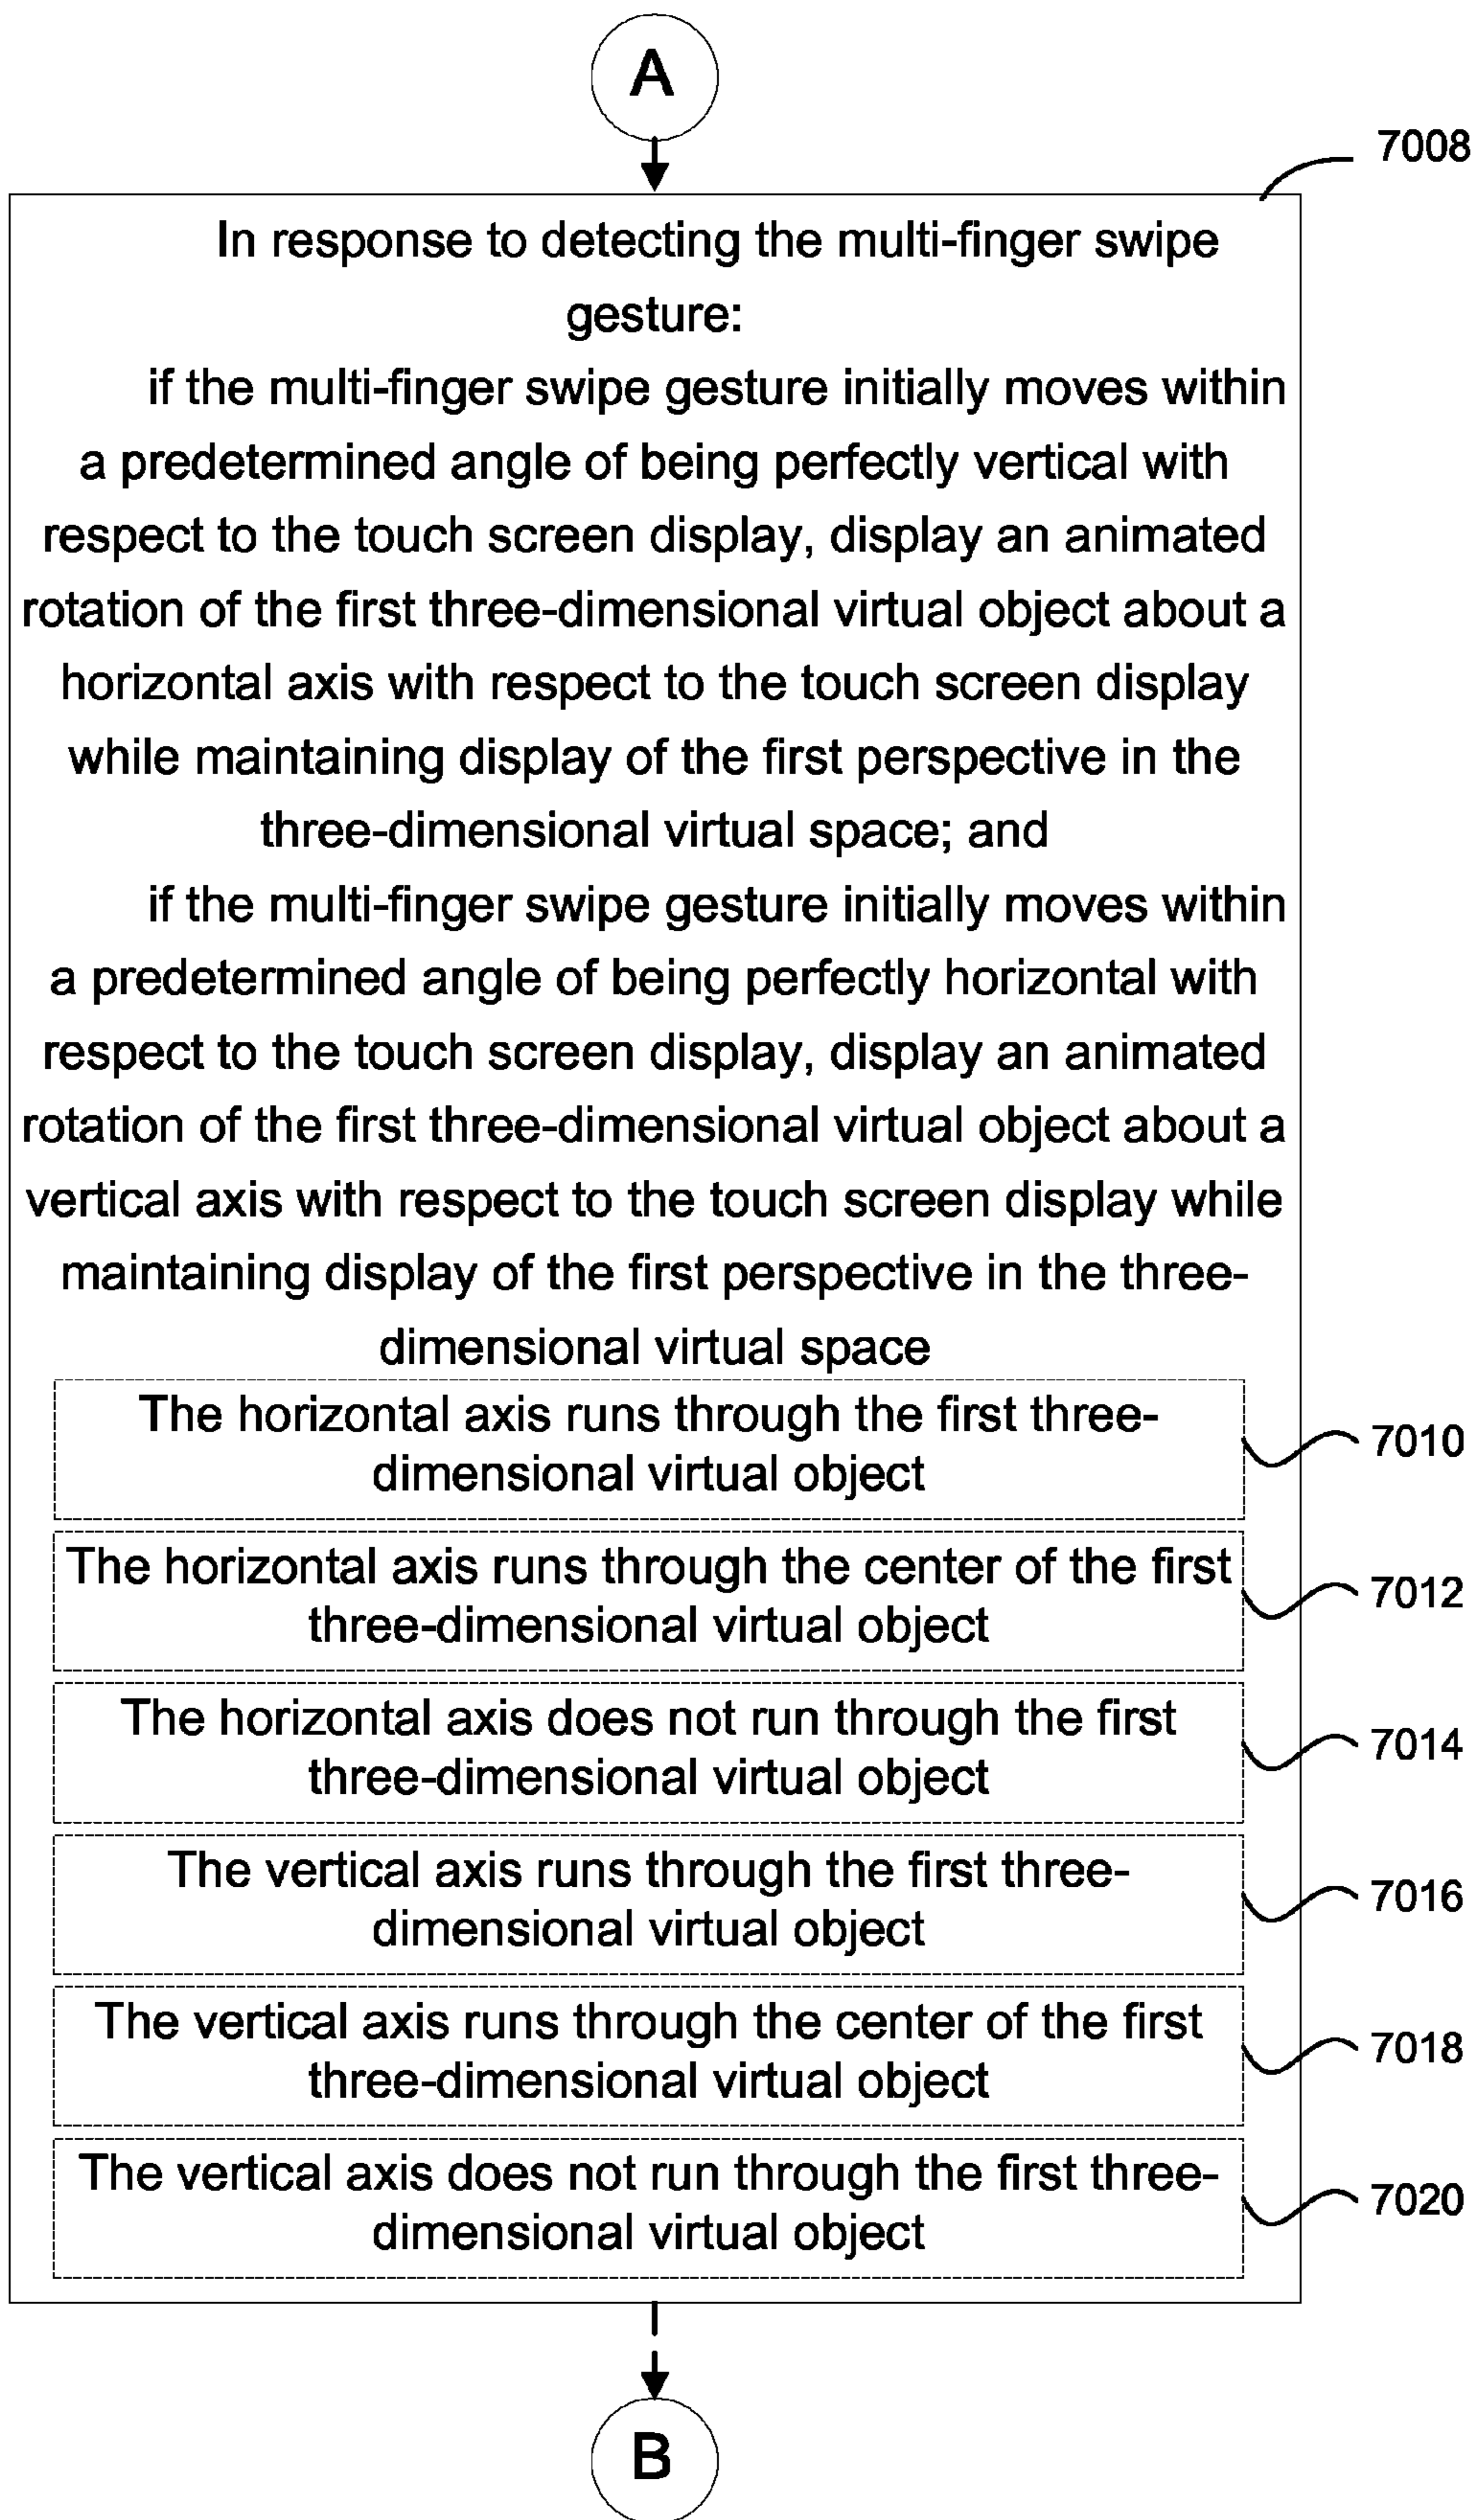 A
7008
In response to detecting the multi-finger swipe
gesture:
if the multi-finger swipe gesture initially moves within
a predetermined angle of being perfectly vertical with
respect to the touch screen display, display an animated
rotation of the first three-dimensional virtual object about a
horizontal axis with respect to the touch screen display
while maintaining display of the first perspective in the
three-dimensional virtual space; and
if the multi-finger swipe gesture initially moves within
a predetermined angle of being perfectly horizontal with
respect to the touch screen display, display an animated
rotation of the first three-dimensional virtual object about a
vertical axis with respect to the touch screen display while
maintaining display of the first perspective in the three-
dimensional virtual space
The horizontal axis runs through the first three-
dimensional virtual object
7010
The horizontal axis runs through the center of the first
three-dimensional virtual object
7012
The horizontal axis does not run through the first
three-dimensional virtual object
7014
The vertical axis runs through the first three-
dimensional virtual object
7016
The vertical axis runs through the center of the first
three-dimensional virtual object
7018
The vertical axis does not run through the first three-
dimensional virtual object
7020
B